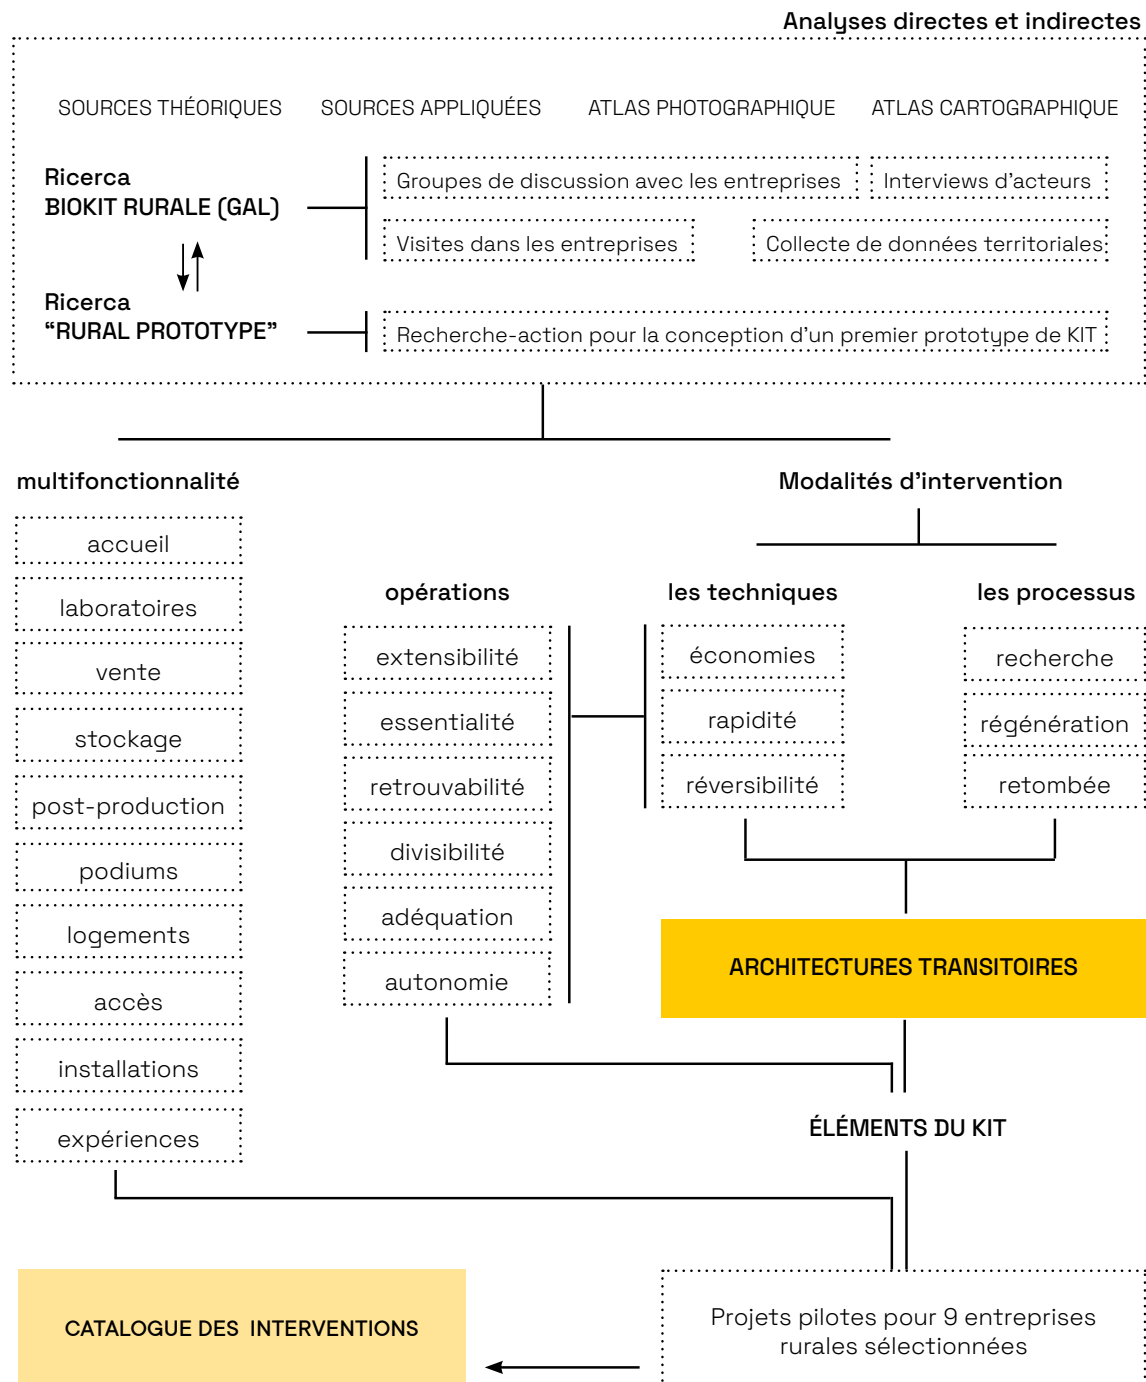 Analyses directes et indirectes
SOURCES THÉORIQUES
SOURCES APPLIQUÉES
ATLAS PHOTOGRAPHIQUE
ATLAS CARTOGRAPHIQUE
Ricerca
BIOKIT RURALE (GAL)
Groupes de discussion avec les entreprises
Interviews d'acteurs
Visites dans les entreprises
Collecte de données territoriales
Ricerca
“RURAL PROTOTYPE”
Recherche-action pour la conception d'un premier prototype de KIT
multifonctionnalité
accueil
laboratoires
vente
stockage
post-production
podiums
logements
accès
installations
expériences
Modalités d'intervention
opérations
extensibilité
essentialité
retrouvabilité
divisibilité
adéquation
autonomie
les techniques
économies
rapidité
réversibilité
les processus
recherche
régénération
retombée
ARCHITECTURES TRANSITOIRES
ÉLÉMENTS DU KIT
Projets pilotes pour 9 entreprises
rurales sélectionnées
CATALOGUE DES INTERVENTIONS